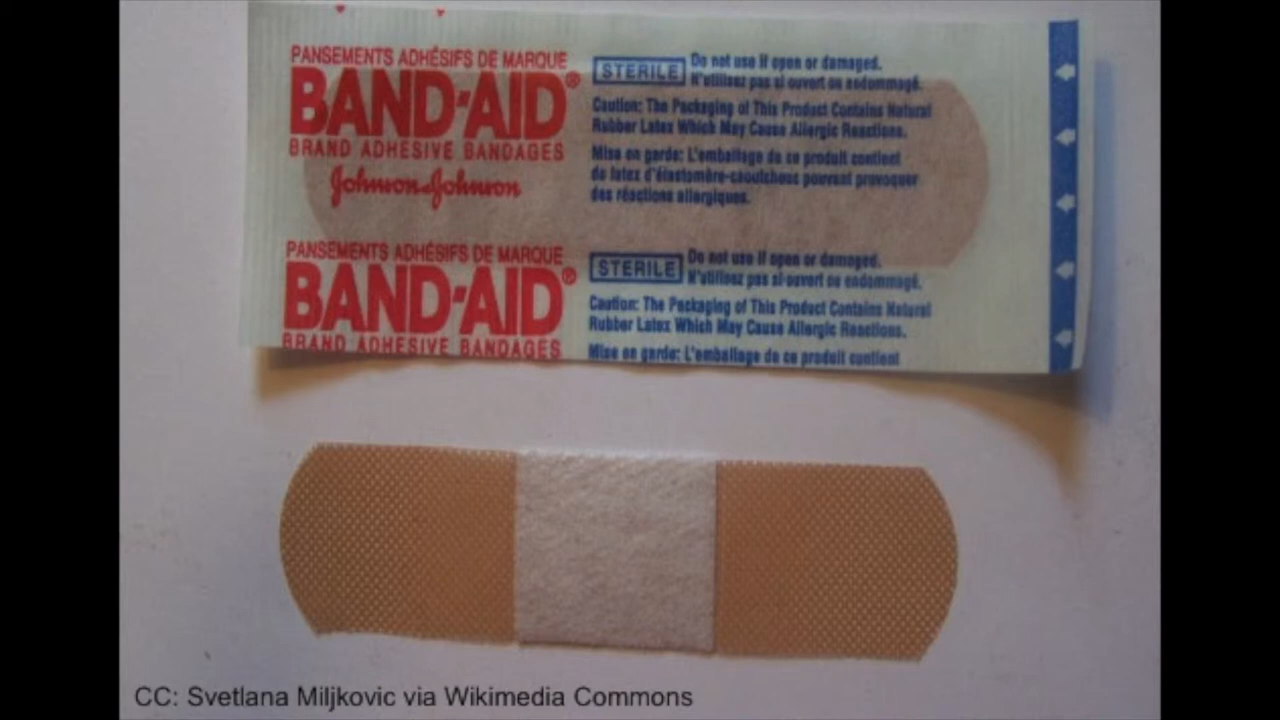 PANSEMENTS ADHÉSIFS DE MARQUE
BAND-AID®
BRAND ADHESIVE BANDAGES
Johnson & Johnson
STERILE
Do not use if open or damaged.
N'utilisez pas si ouvert ou endommagé.
Caution: The Packaging of This Product Contains Natural
Rubber Latex Which May Cause Allergic Reactions.
Mise en garde: L'emballage de ce produit contient
du latex d'élastomère-caoutchouc pouvant provoquer
des réactions allergiques.
PANSEMENTS ADHÉSIFS DE MARQUE
BAND-AID®
BRAND ADHESIVE BANDAGES
STERILE
Do not use if open or damaged.
N'utilisez pas si ouvert ou endommagé.
Caution: The Packaging of This Product Contains Natural
Rubber Latex Which May Cause Allergic Reactions.
Mise en garde: L'emballage de ce produit contient
CC: Svetlana Miljkovic via Wikimedia Commons